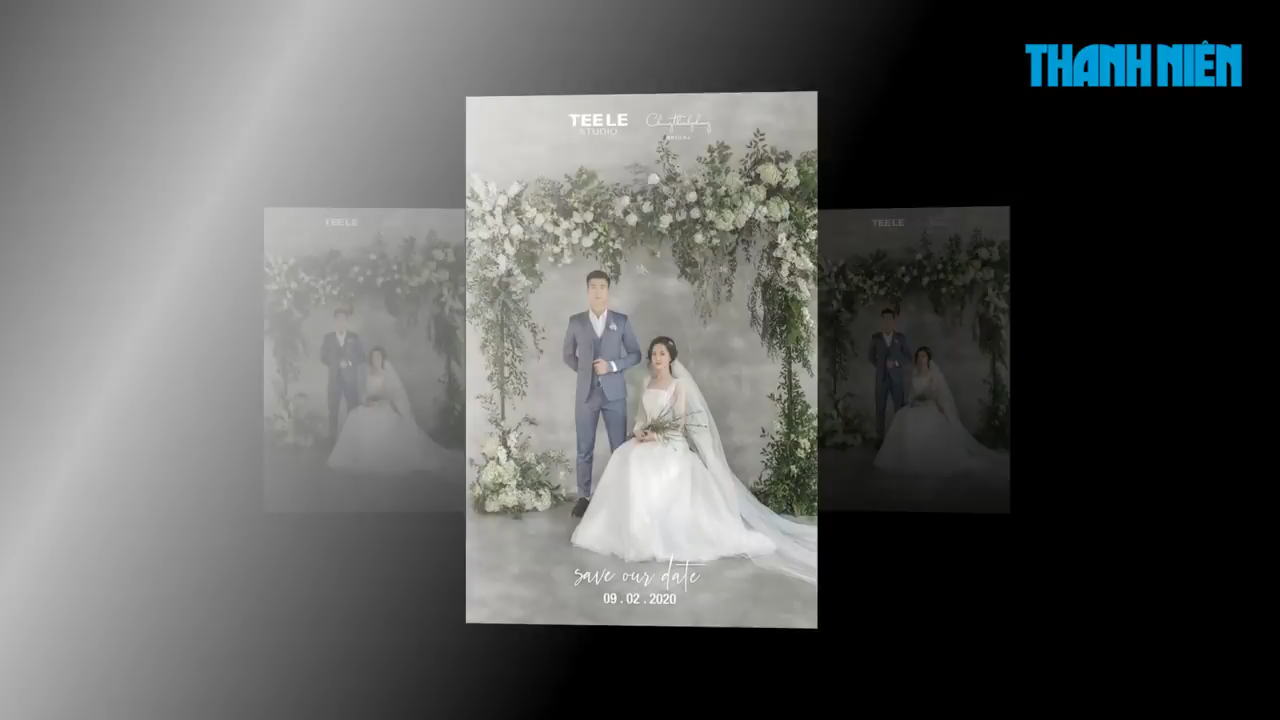 THANH NIÊN
TEE LE
STUDIO
save our date
09 . 02 . 2020
TEE LE
TEE LE